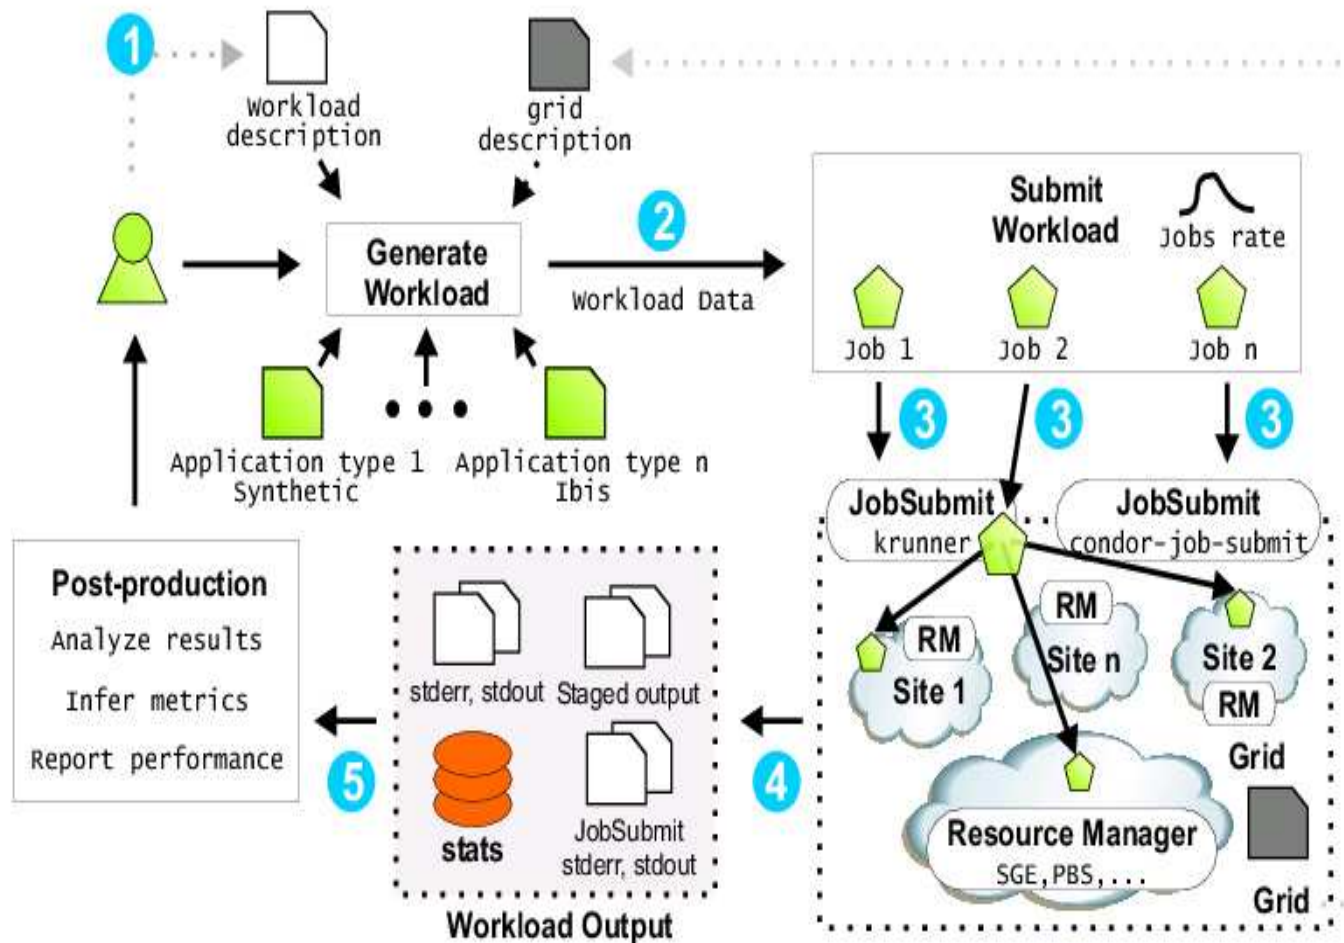 1
Workload
description
grid
description
Generate
Workload
2
Workload Data
Submit
Workload
Jobs rate
Job 1
Job 2
Job n
Application type 1
Synthetic
Application type n
Ibis
3
3
3
JobSubmit
krunner
JobSubmit
condor-job-submit
RM
Site 1
RM
Site n
Site 2
RM
Resource Manager
SGE,PBS,...
Grid
Grid
4
stderr, stdout
Staged output
stats
JobSubmit
stderr, stdout
Workload Output
5
Post-production
Analyze results
Infer metrics
Report performance